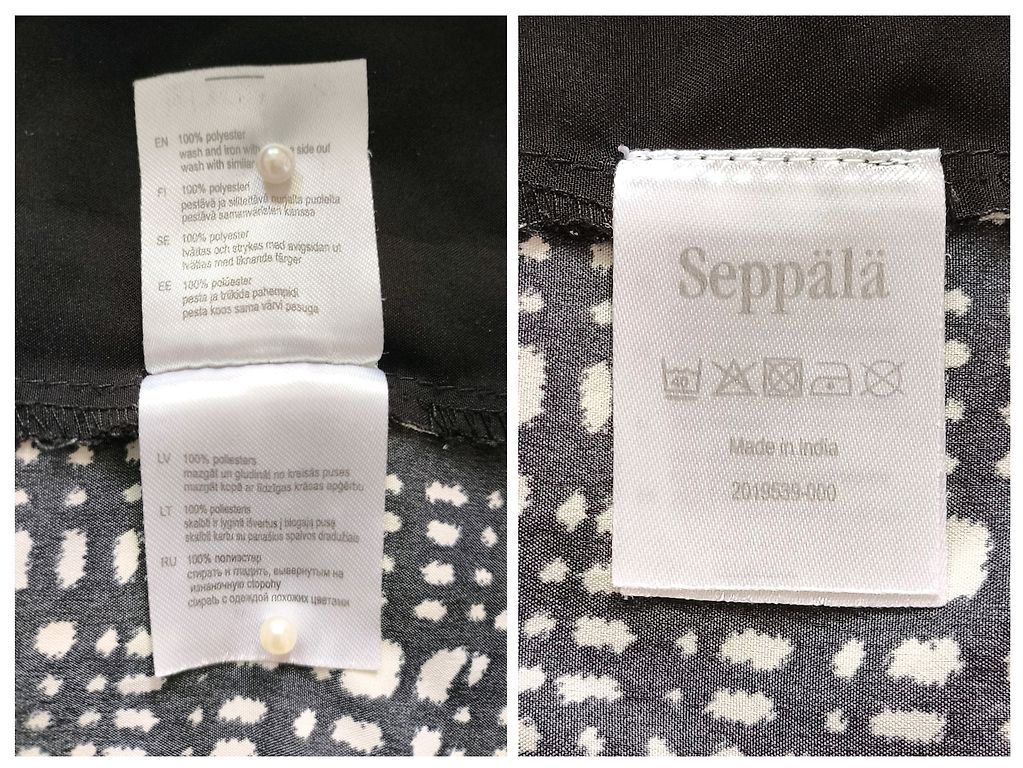 EN 100% polyester
wash and iron with side out
wash with similar
FI 100% polyesteri
pestävä ja silitettävä nurjalta puolelta
pestävä samanväristen kanssa
SE 100% polyester
tvättas och strykes med avigsidan ut
tvättas med liknande färger
EE 100% polüester
pesta ja triikida pahempidi
pesta koos sama värvi pesuga
LV 100% poliesters
mazgāt un gludināt no kreisās puses
mazgāt kopā ar līdzīgas krāsas apģērbu
LT 100% poliesteris
skalbti ir lyginti išvertus į blogają pusę
skalbti kartu su panašius spalvos dradužiais
RU 100% полиэстер
стирать и гладить, вывернутым на
изнаночную сторону
стирать с одеждой похожих цветами
Seppälä
40
Made in India
2019539-000